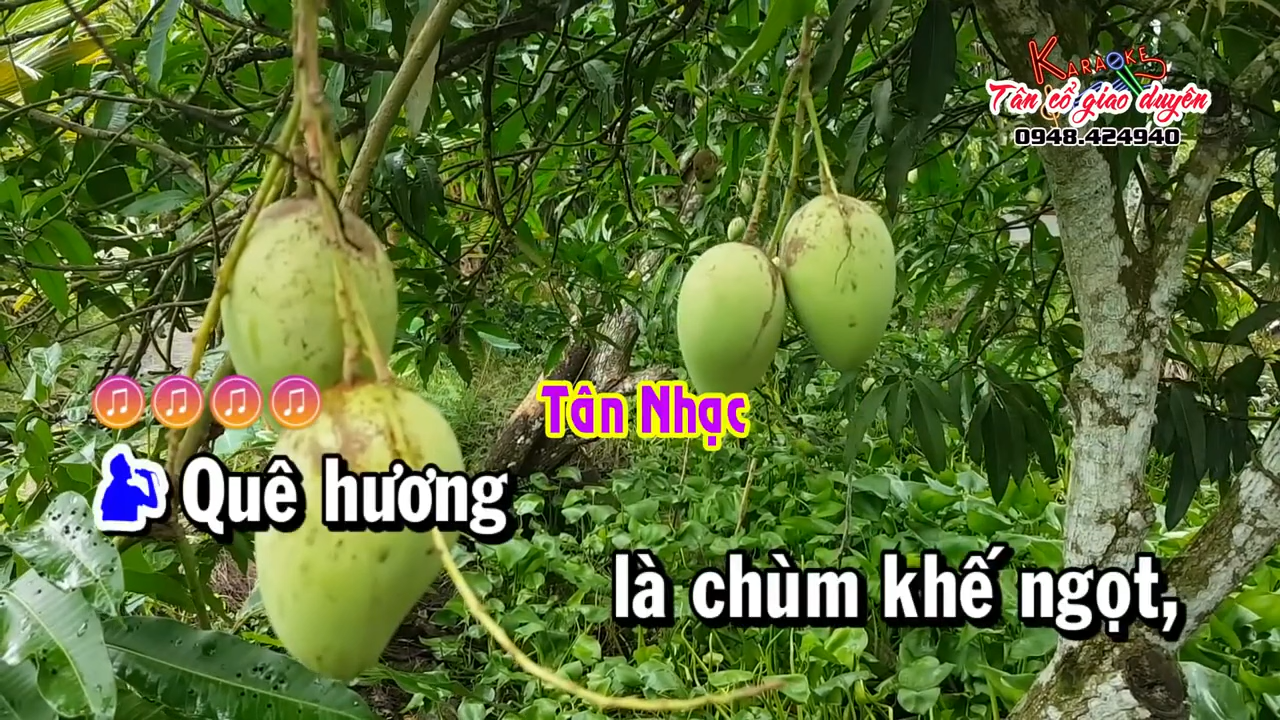 KARAOKE
Tân cổ giao duyên
0948.424940
Tân Nhạc
Quê hương
là chùm khế ngọt,